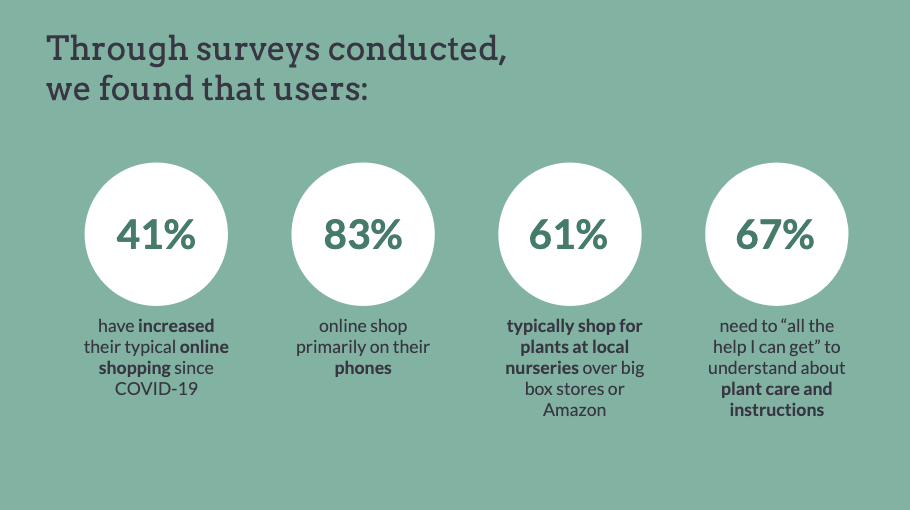 Through surveys conducted,
we found that users:
41%
have increased
their typical online
shopping since
COVID-19
83%
online shop
primarily on their
phones
61%
typically shop for
plants at local
nurseries over big
box stores or
Amazon
67%
need to “all the
help I can get” to
understand about
plant care and
instructions